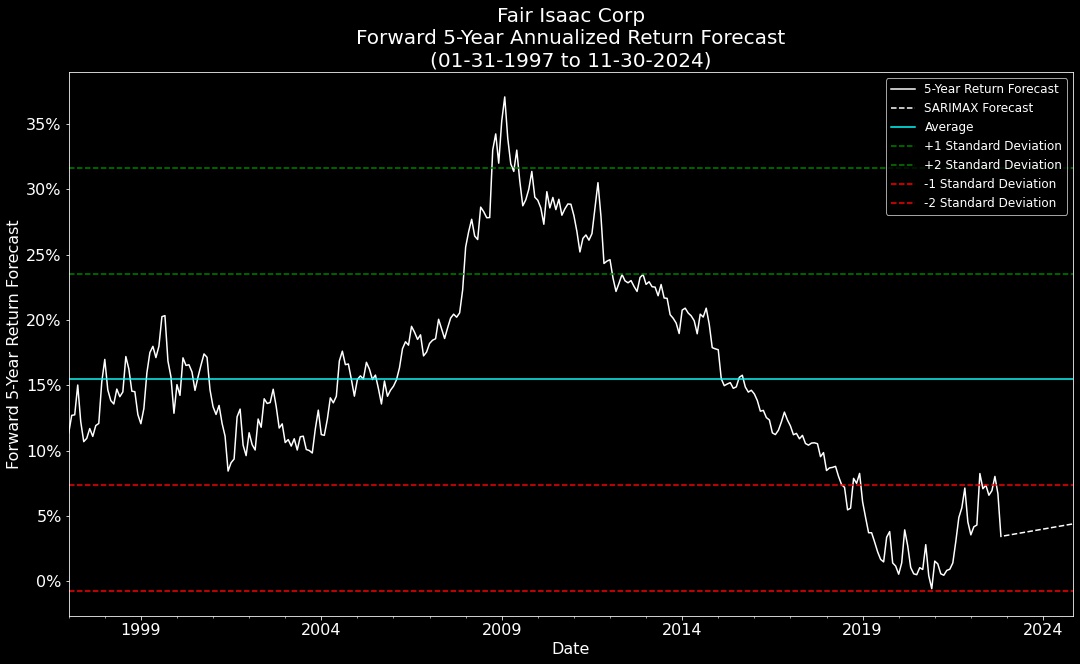 Fair Isaac Corp
Forward 5-Year Annualized Return Forecast
(01-31-1997 to 11-30-2024)
5-Year Return Forecast
SARIMAX Forecast
Average
+1 Standard Deviation
+2 Standard Deviation
-1 Standard Deviation
-2 Standard Deviation
Forward 5-Year Return Forecast
35%
30%
25%
20%
15%
10%
5%
0%
1999
2004
2009
2014
2019
2024
Date